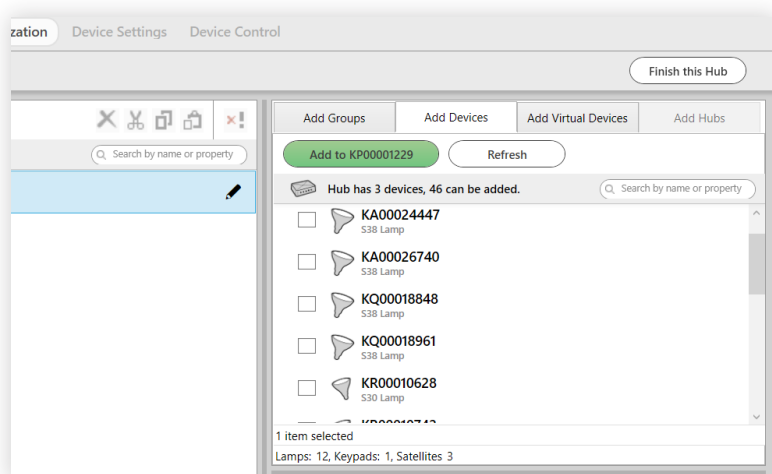 zation Device Settings Device Control
Finish this Hub
Search by name or property
Add Groups Add Devices Add Virtual Devices Add Hubs
Add to KP00001229 Refresh
Hub has 3 devices, 46 can be added. Search by name or property
KA00024447
S38 Lamp
KA00026740
S38 Lamp
KQ00018848
S38 Lamp
KQ00018961
S38 Lamp
KR00010628
S30 Lamp
1 item selected
Lamps: 12, Keypads: 1, Satellites 3